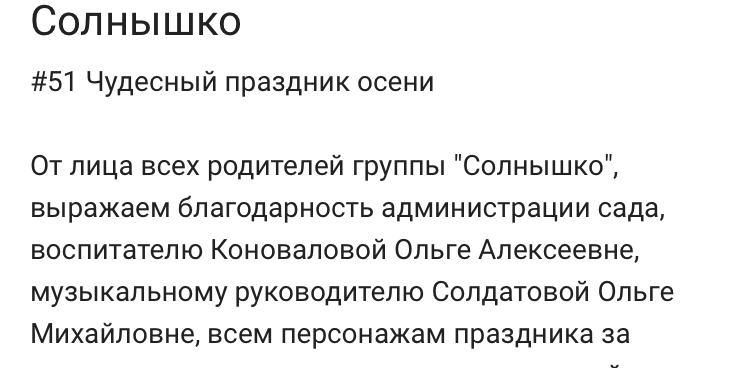 Солнышко
#51 Чудесный праздник осени
От лица всех родителей группы "Солнышко",
выражаем благодарность администрации сада,
воспитателю Коноваловой Ольге Алексеевне,
музыкальному руководителю Солдатовой Ольге
Михайловне, всем персонажам праздника за